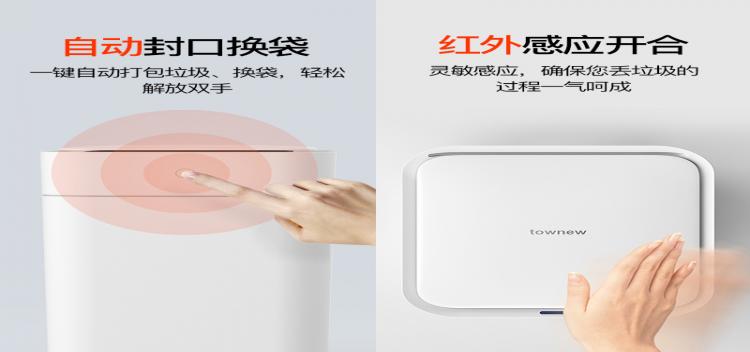 自动封口换袋
一键自动打包垃圾、换袋，轻松
解放双手
红外感应开合
灵敏感应，确保您丢垃圾的
过程一气呵成
townew